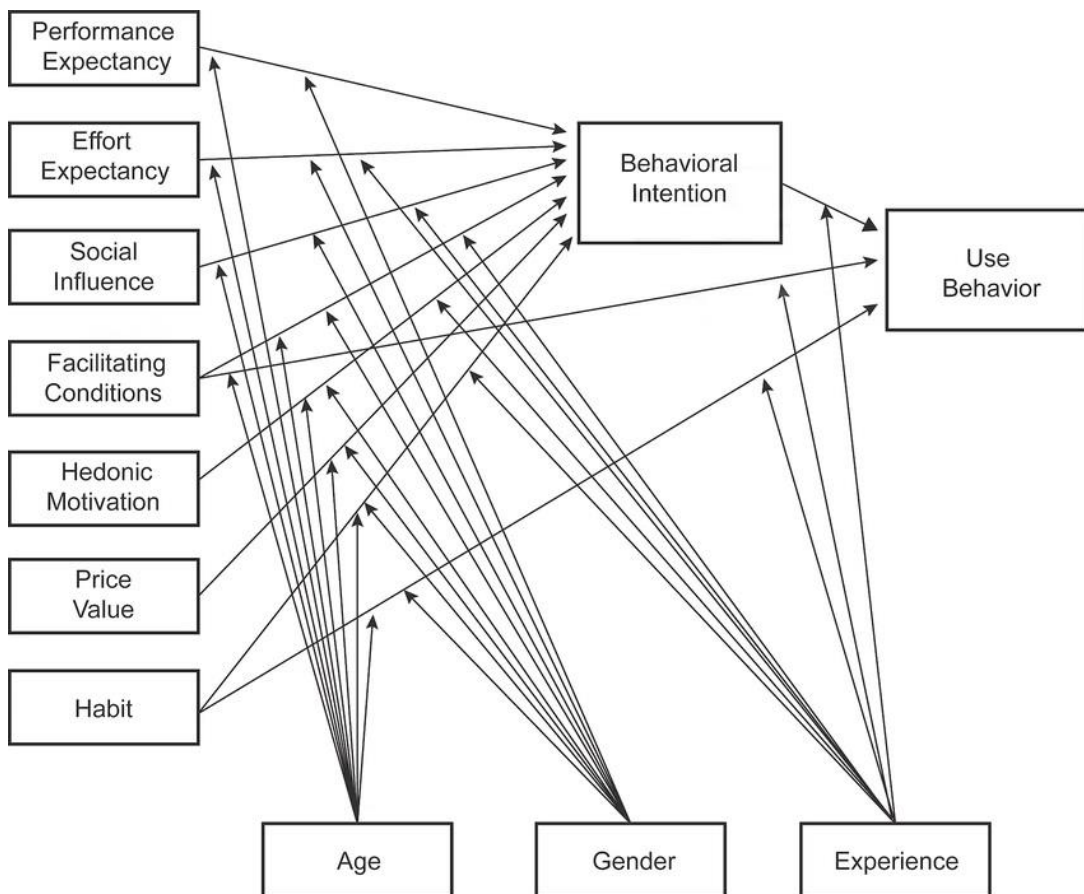 Performance
Expectancy
Effort
Expectancy
Social
Influence
Facilitating
Conditions
Hedonic
Motivation
Price
Value
Habit
Behavioral
Intention
Use
Behavior
Age
Gender
Experience